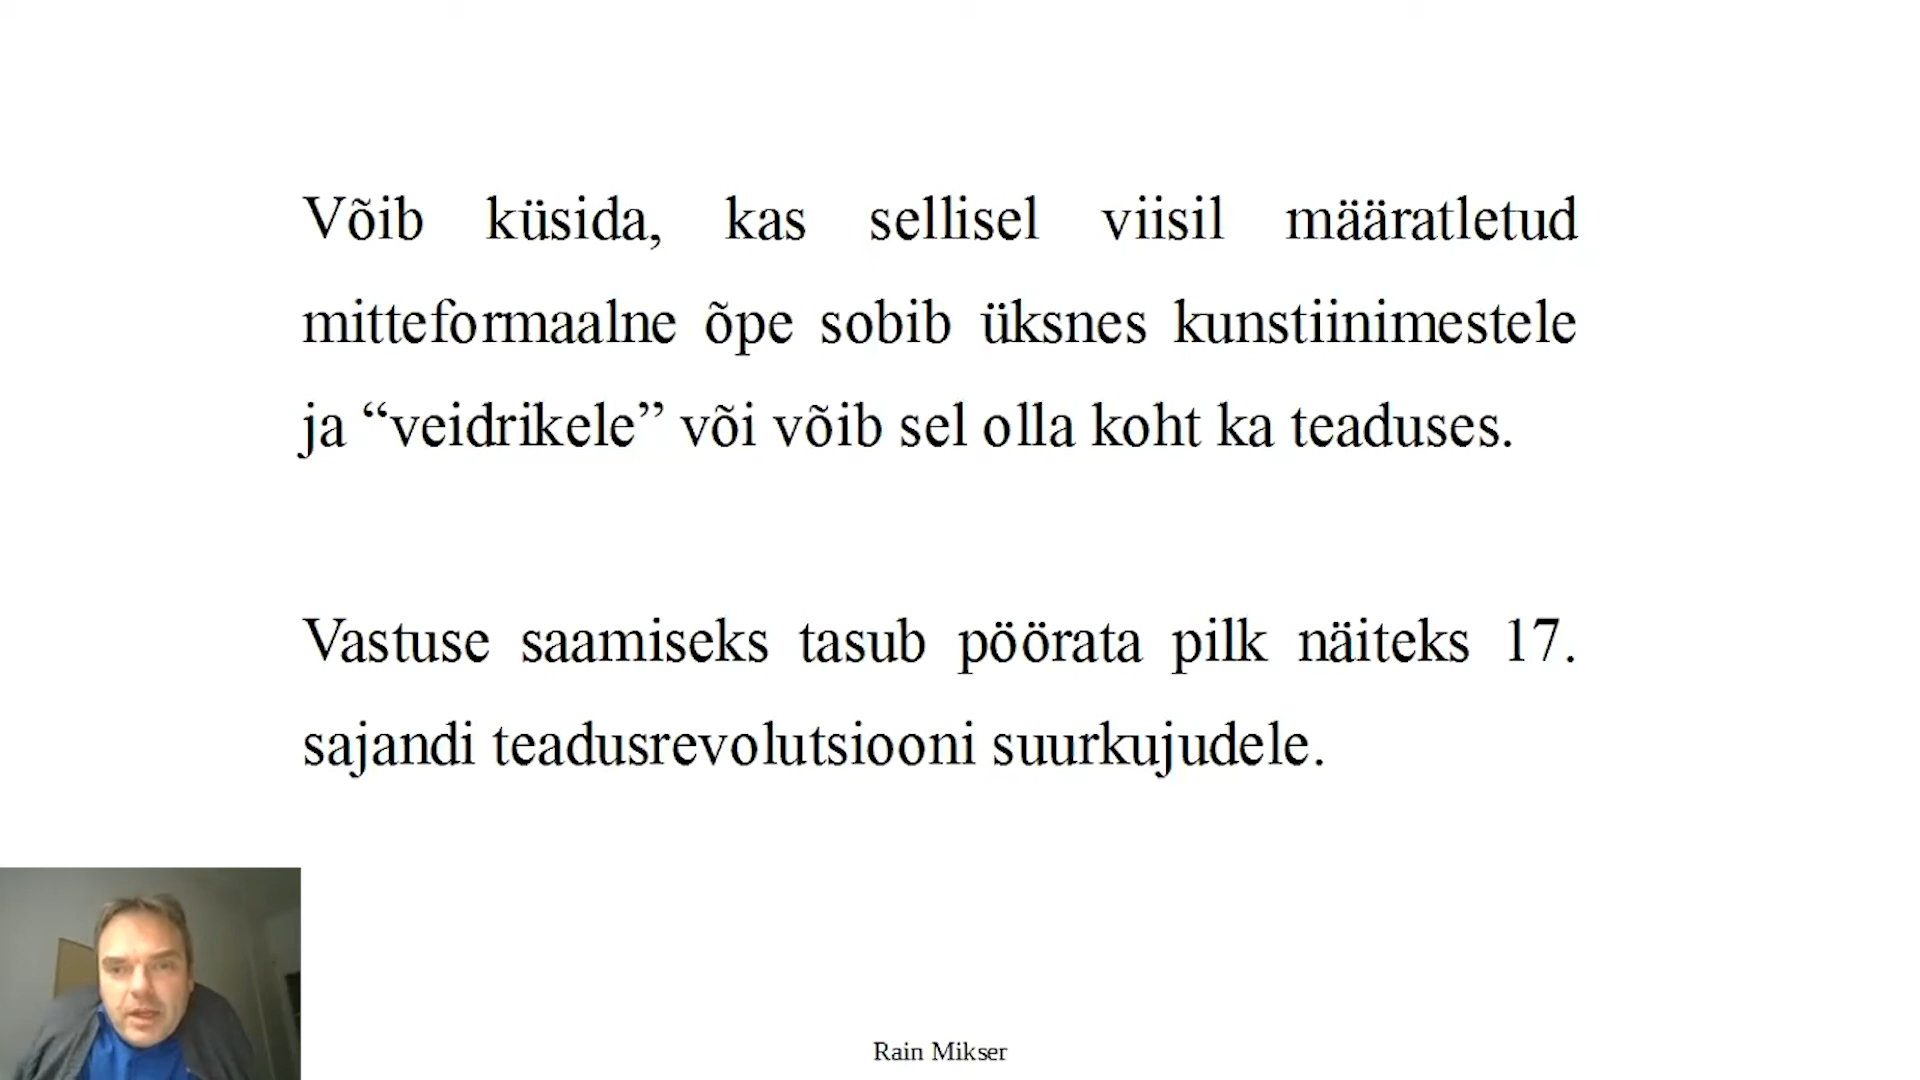 Võib küsida, kas sellisel viisil määratletud
mitteformaalne õpe sobib üksnes kunstiinimestele
ja “veidrikele” või võib sel olla koht ka teaduses.
Vastuse saamiseks tasub pöörata pilk näiteks 17.
sajandi teadusrevolutsiooni suurkujudele.
Rain Mikser